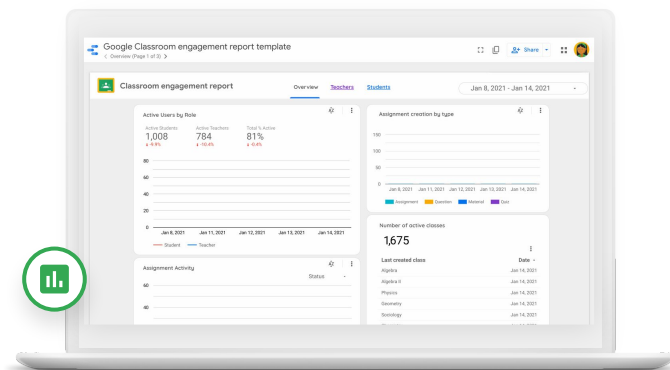 Google Classroom engagement report template
< Overview (Page 1 of 3) >
Share
Classroom engagement report
Overview Teachers Students
Jan 8, 2021 - Jan 14, 2021
Active Users by Role
Active Students Active Teachers Total % Active
1,008 784 81%
-10.4%
80
60
40
20
0
Jan 9, 2021 Jan 11, 2021 Jan 12, 2021 Jan 13, 2021 Jan 14, 2021
Student Teacher
Assignment creation by type
150
100
50
0
Jan 9, 2021 Jan 11, 2021 Jan 12, 2021 Jan 13, 2021 Jan 14, 2021
Assignment Question Material Quiz
Assignment Activity
Status
60
40
Number of active classes
1,675
Last created class Date
Algebra Jan 14, 2021
Algebra II Jan 14, 2021
Physics Jan 14, 2021
Geometry Jan 14, 2021
Sociology Jan 14, 2021